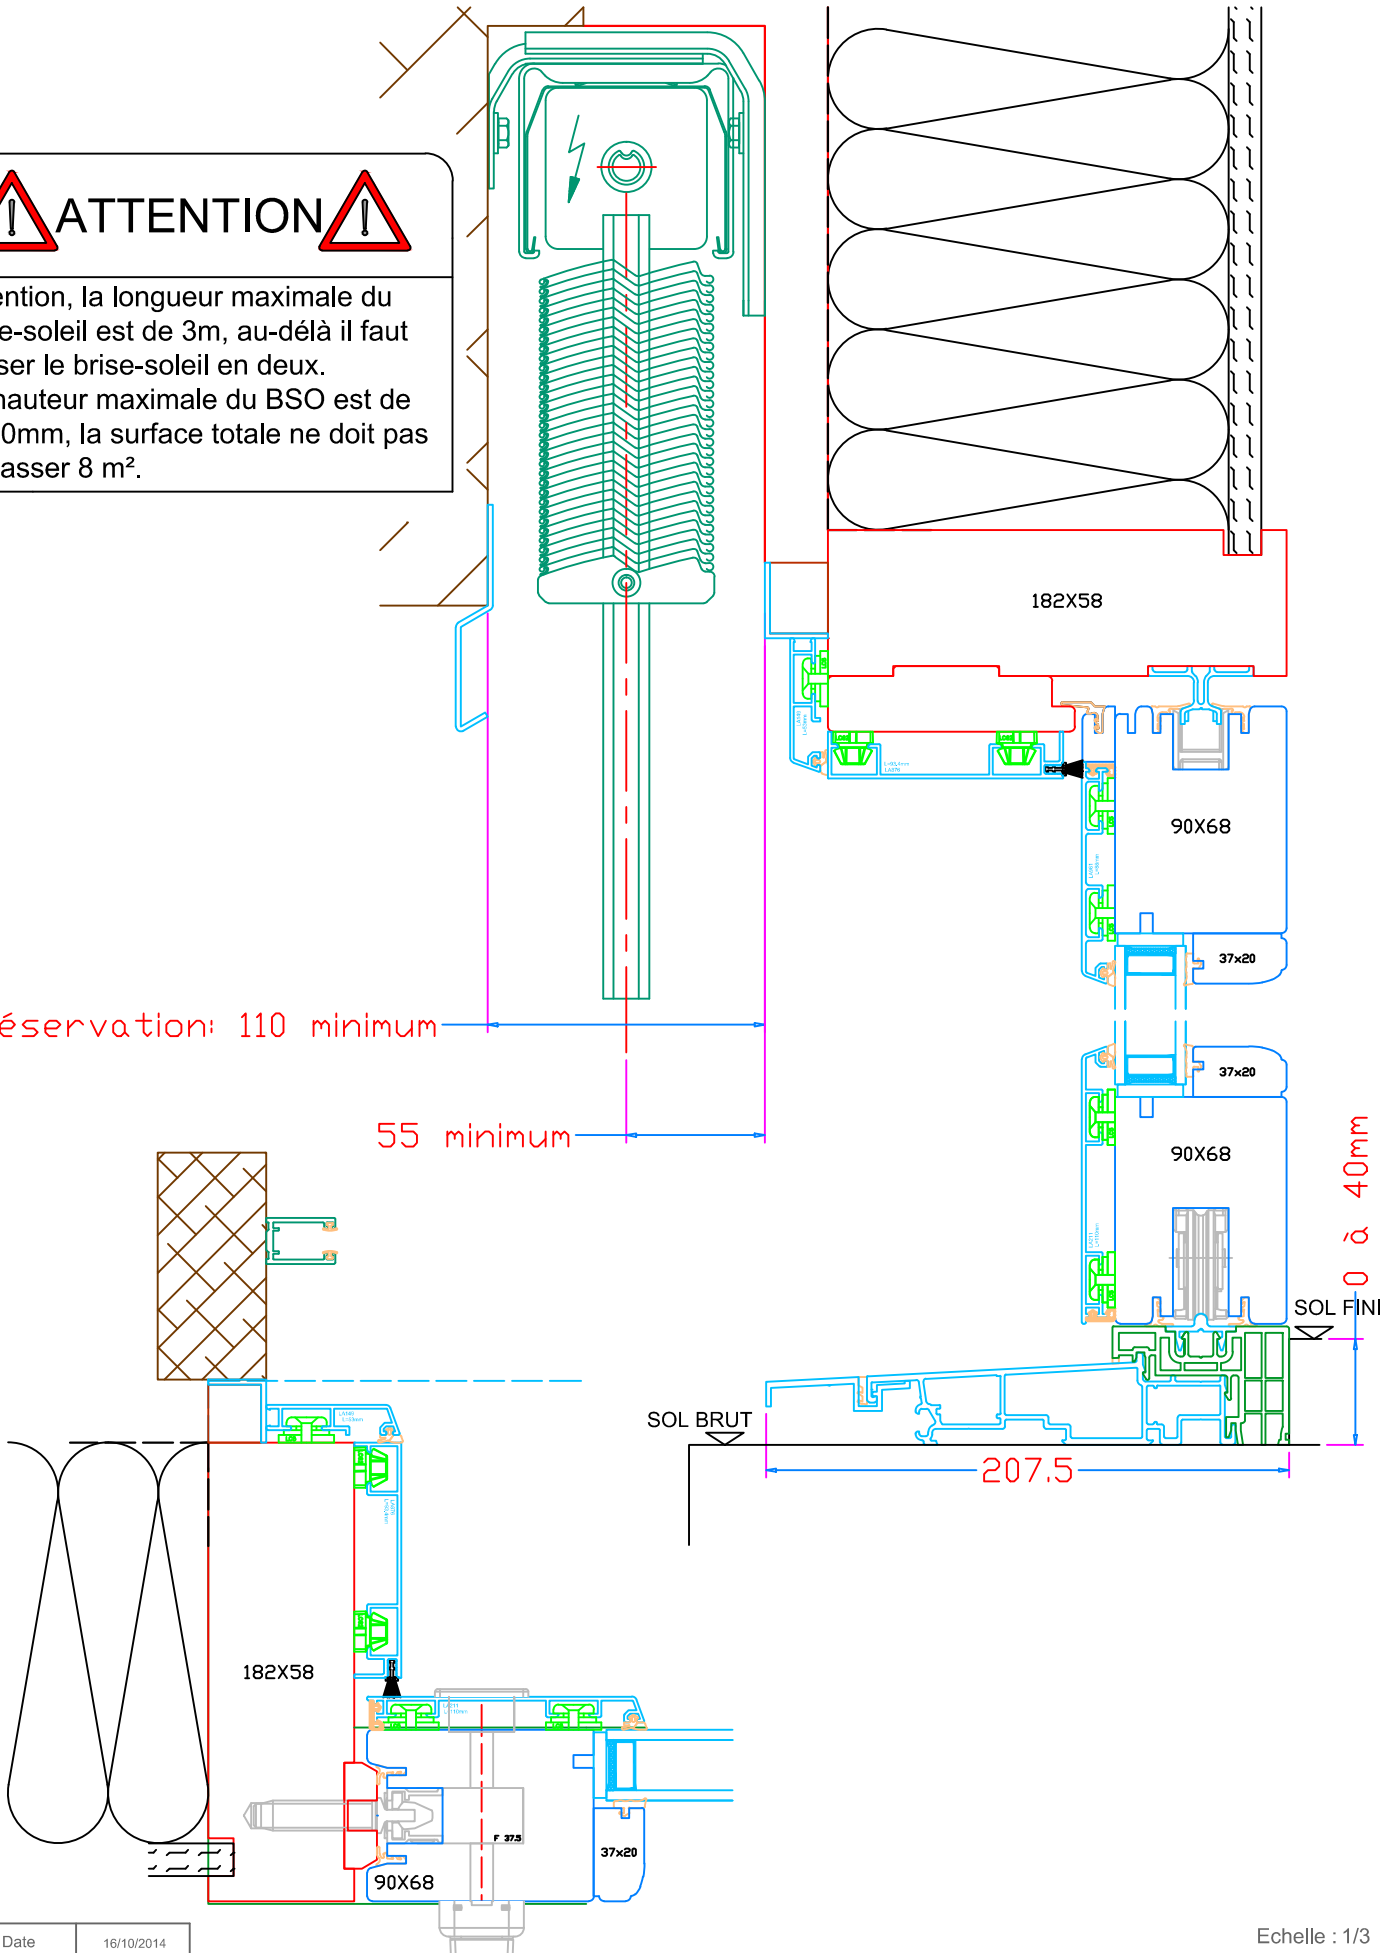 ATTENTION
ention, la longueur maximale du
e-soleil est de 3m, au-délà il faut
ser le brise-soleil en deux.
hauteur maximale du BSO est de
0mm, la surface totale ne doit pas
asser 8 m².
182X58
90X68
37x20
éservation: 110 minimum
37x20
55 minimum
90X68
0 à 40mm
SOL FINI
SOL BRUT
207.5
182X58
F 37.5
37x20
90X68
Date
16/10/2014
Echelle : 1/3